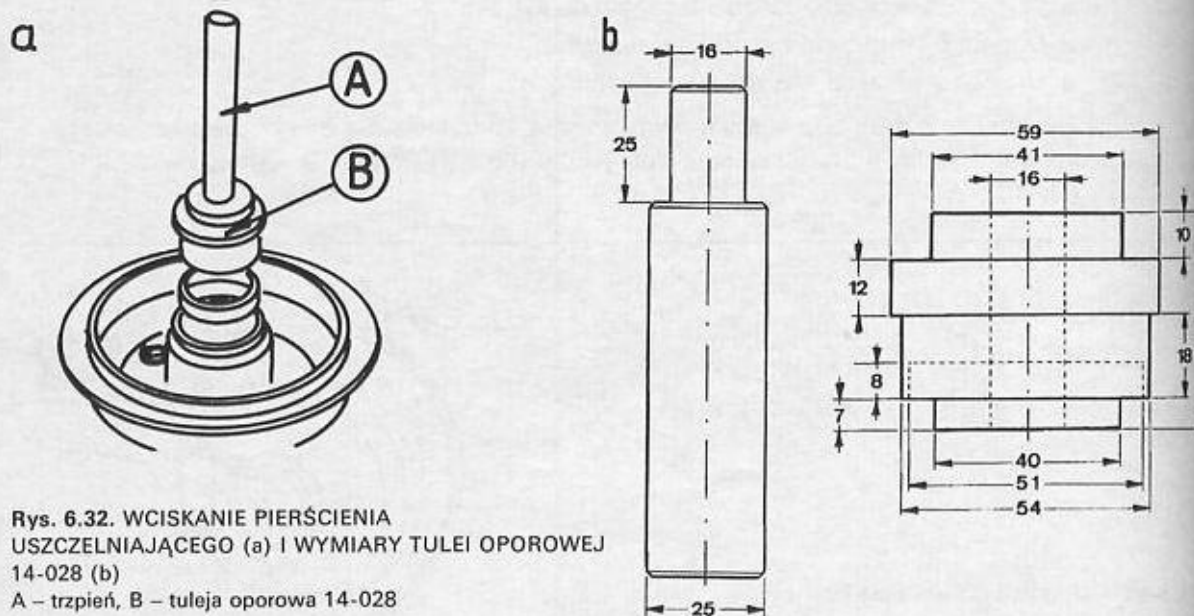 a
A
B
b
16
25
25
59
41
16
10
12
18
8
7
40
51
54
Rys. 6.32. WCISKANIE PIERŚCIENIA
USZCZELNIAJĄCEGO (a) I WYMIARY TULEI OPOROWEJ
14-028 (b)
A – trzpień, B – tuleja oporowa 14-028